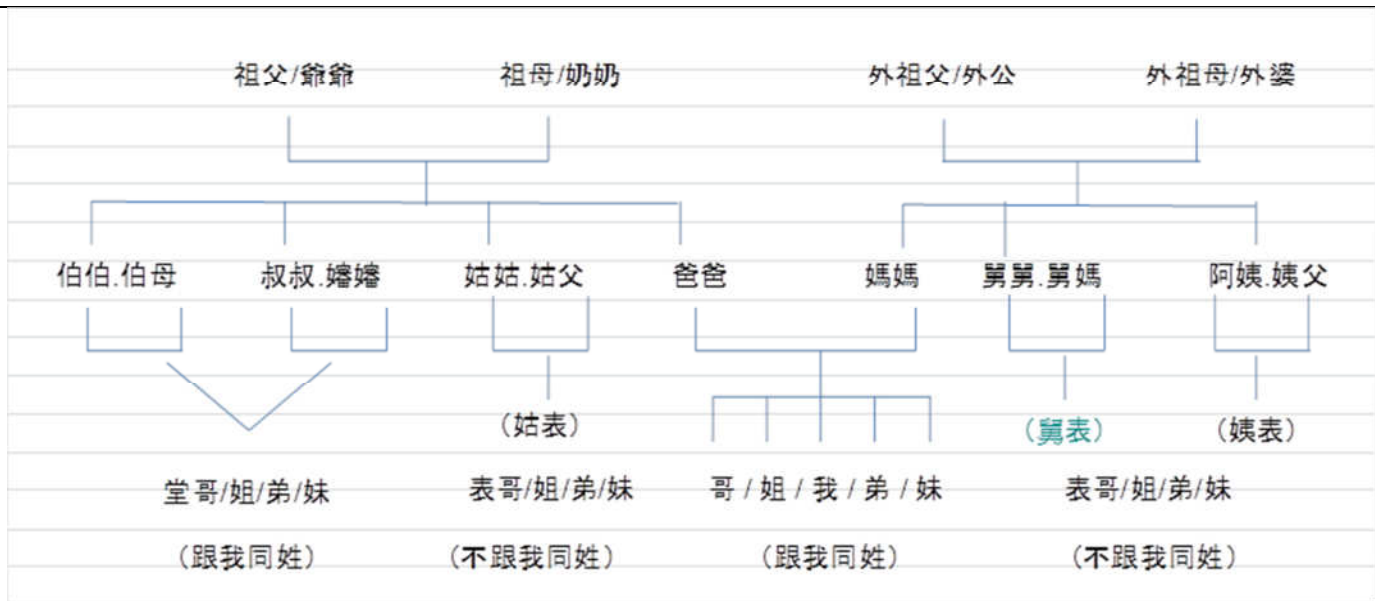 祖父/爺爺 祖母/奶奶 外祖父/外公 外祖母/外婆
伯伯.伯母 叔叔.嬸嬸 姑姑.姑父 爸爸 媽媽 舅舅.舅媽 阿姨.姨父
(姑表) (舅表) (姨表)
堂哥/姐/弟/妹 表哥/姐/弟/妹 哥 / 姐 / 我 / 弟 / 妹 表哥/姐/弟/妹
(跟我同姓) (不跟我同姓) (跟我同姓) (不跟我同姓)